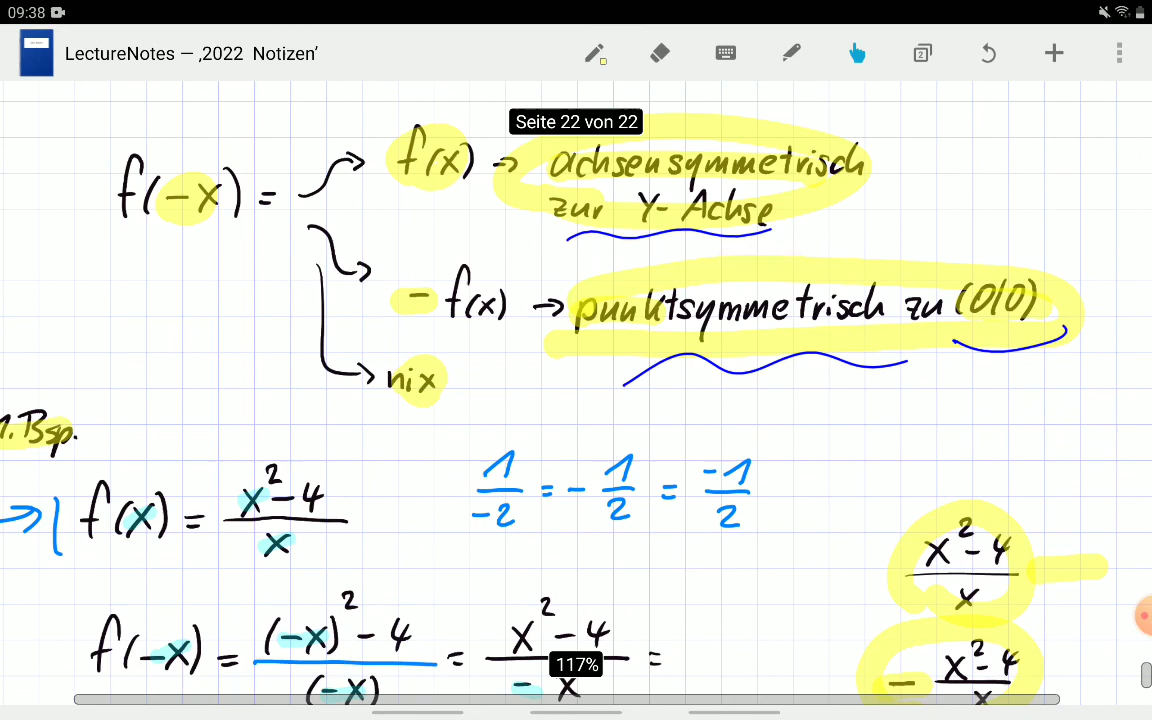 09:38
LectureNotes — ‚2022 Notizen’
2
Seite 22 von 22
f(-x) = → f(x) → achsensymmetrisch
zur Y-Achse
→ - f(x) → punktsymmetrisch zu (0|0)
→ nix
1. Bsp.
→ | f(x) = (x² - 4)/x
1/-2 = - 1/2 = -1/2
(x² - 4)/x
f(-x) = ((-x)² - 4)/(-x) = (x² - 4)/(- x) =
- (x² - 4)/x
117%